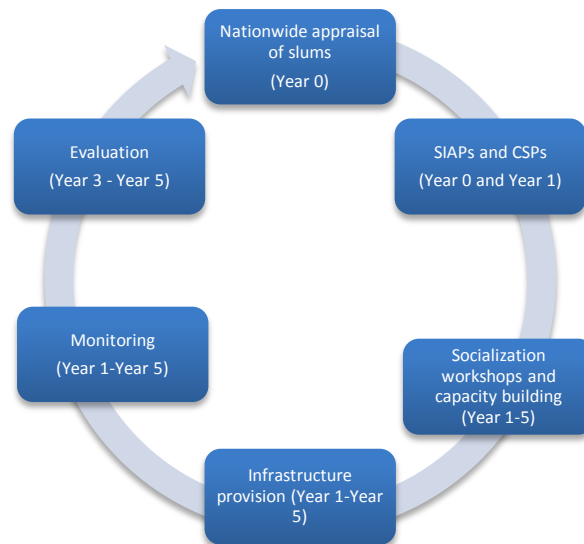 Nationwide appraisal
of slums
(Year 0)
SIAPs and CSPs
(Year 0 and Year 1)
Socialization
workshops and
capacity building
(Year 1-5)
Infrastructure
provision (Year 1-Year
5)
Monitoring
(Year 1-Year 5)
Evaluation
(Year 3 - Year 5)